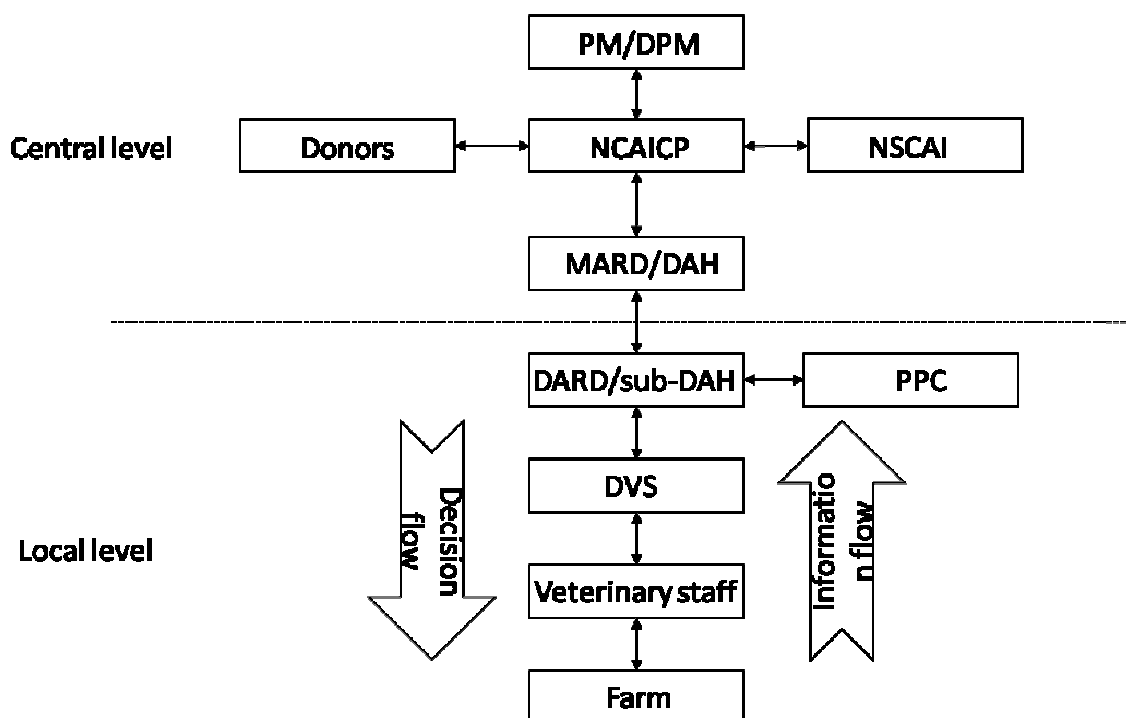 PM/DPM
Central level
Donors
NCAICP
NSCAI
MARD/DAH
DARD/sub-DAH
PPC
Decision
flow
DVS
Informatio
n flow
Local level
Veterinary staff
Farm